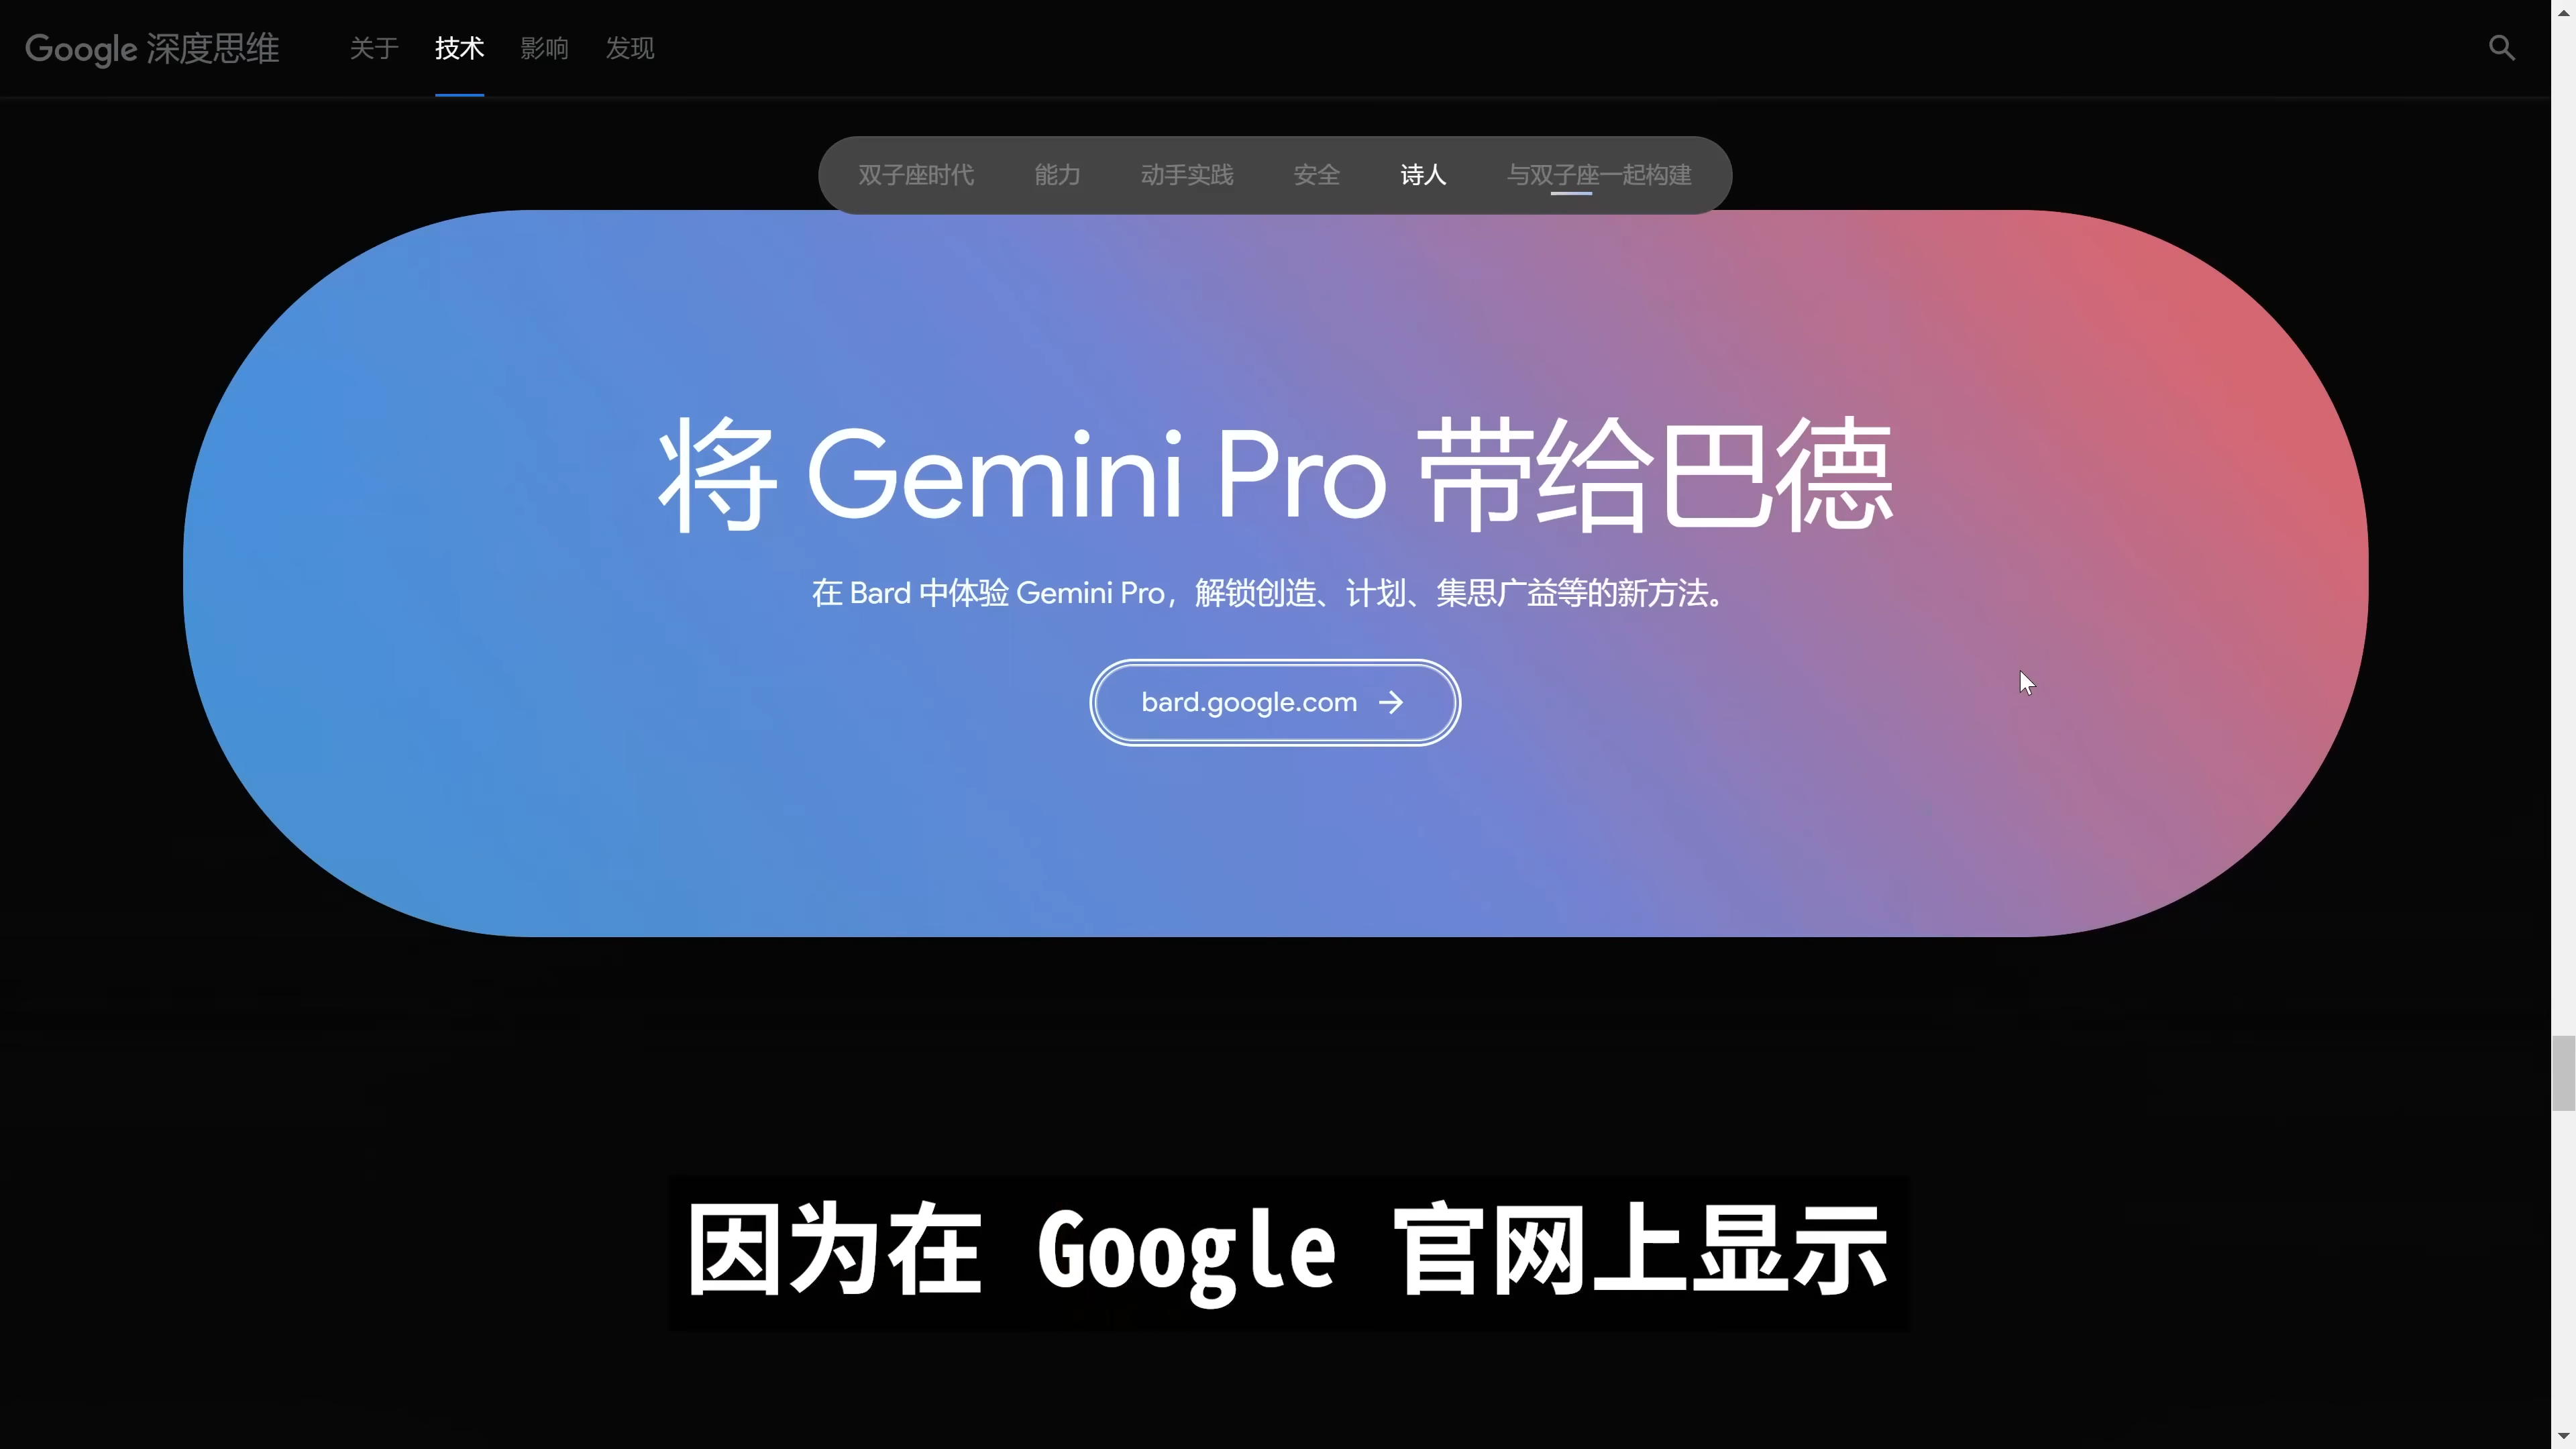 Google 深度思维 关于 技术 影响 发现
双子座时代 能力 动手实践 安全 诗人 与双子座一起构建
将 Gemini Pro 带给巴德
在 Bard 中体验 Gemini Pro，解锁创造、计划、集思广益等的新方法。
bard.google.com
因为在 Google 官网上显示